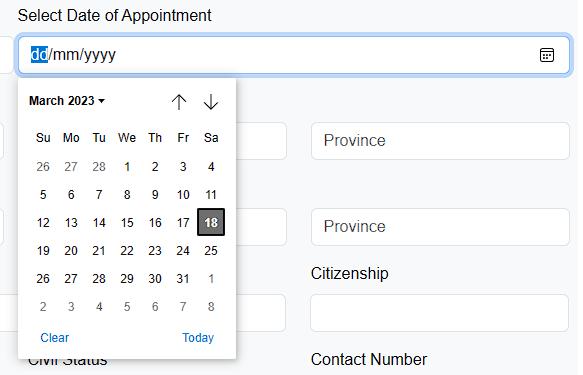 Select Date of Appointment
dd/mm/yyyy
March 2023
Su Mo Tu We Th Fr Sa
26 27 28 1 2 3 4
5 6 7 8 9 10 11
12 13 14 15 16 17 18
19 20 21 22 23 24 25
26 27 28 29 30 31 1
2 3 4 5 6 7 8
Clear Today
Province
Province
Citizenship
Civil Status
Contact Number